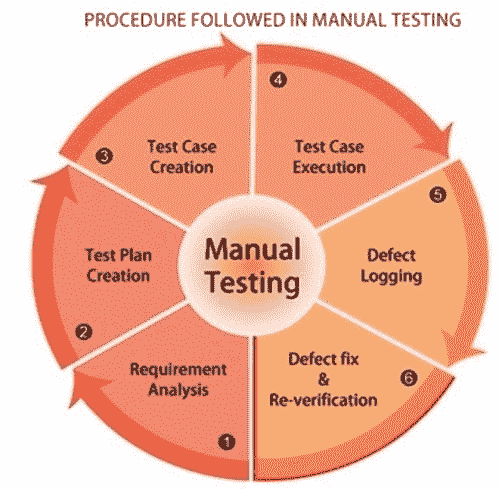 PROCEDURE FOLLOWED IN MANUAL TESTING
Manual
Testing
1
Requirement
Analysis
2
Test Plan
Creation
3
Test Case
Creation
4
Test Case
Execution
5
Defect
Logging
6
Defect fix
&
Re-verification